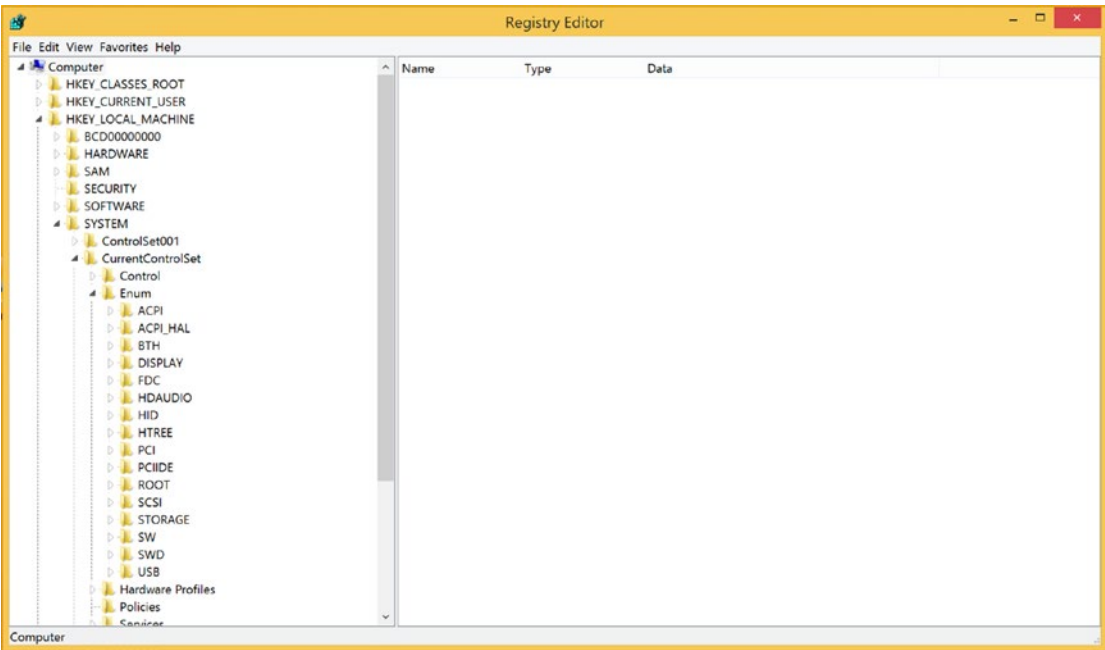 Registry Editor
File Edit View Favorites Help
Computer
Name Type Data
HKEY_CLASSES_ROOT
HKEY_CURRENT_USER
HKEY_LOCAL_MACHINE
BCD00000000
HARDWARE
SAM
SECURITY
SOFTWARE
SYSTEM
ControlSet001
CurrentControlSet
Control
Enum
ACPI
ACPI_HAL
BTH
DISPLAY
FDC
HDAUDIO
HID
HTREE
PCI
PCIIDE
ROOT
SCSI
STORAGE
SW
SWD
USB
Hardware Profiles
Policies
Services
Computer